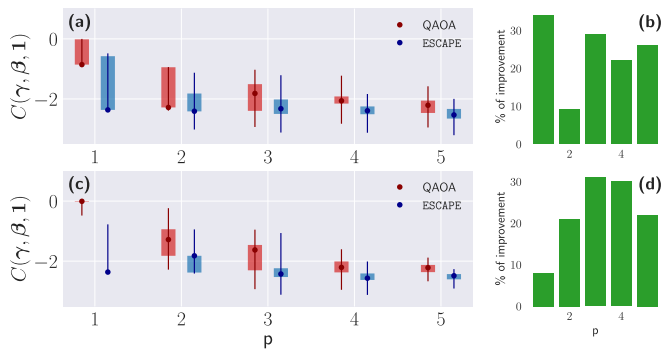 (a)
QAOA
ESCAPE
C(γ, β, 1)
0
−2
1
2
3
4
5
(b)
% of improvement
30
20
10
0
2
4
(c)
QAOA
ESCAPE
C(γ, β, 1)
0
−2
1
2
3
4
5
p
(d)
% of improvement
30
20
10
0
2
4
p